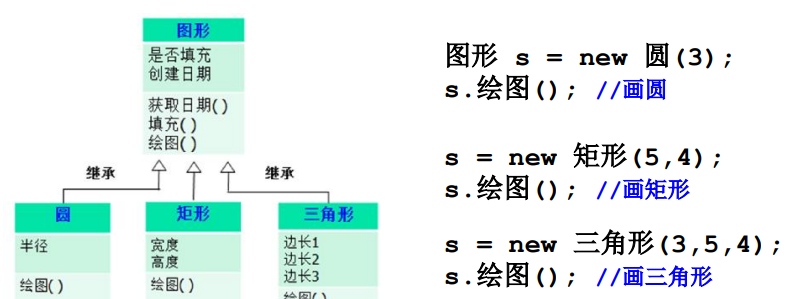 图形
是否填充
创建日期
获取日期()
填充()
绘图()
继承
继承
圆
半径
绘图()
矩形
宽度
高度
绘图()
三角形
边长1
边长2
边长3
绘图()
图形 s = new 圆(3);
s.绘图(); //画圆
s = new 矩形(5,4);
s.绘图(); //画矩形
s = new 三角形(3,5,4);
s.绘图(); //画三角形